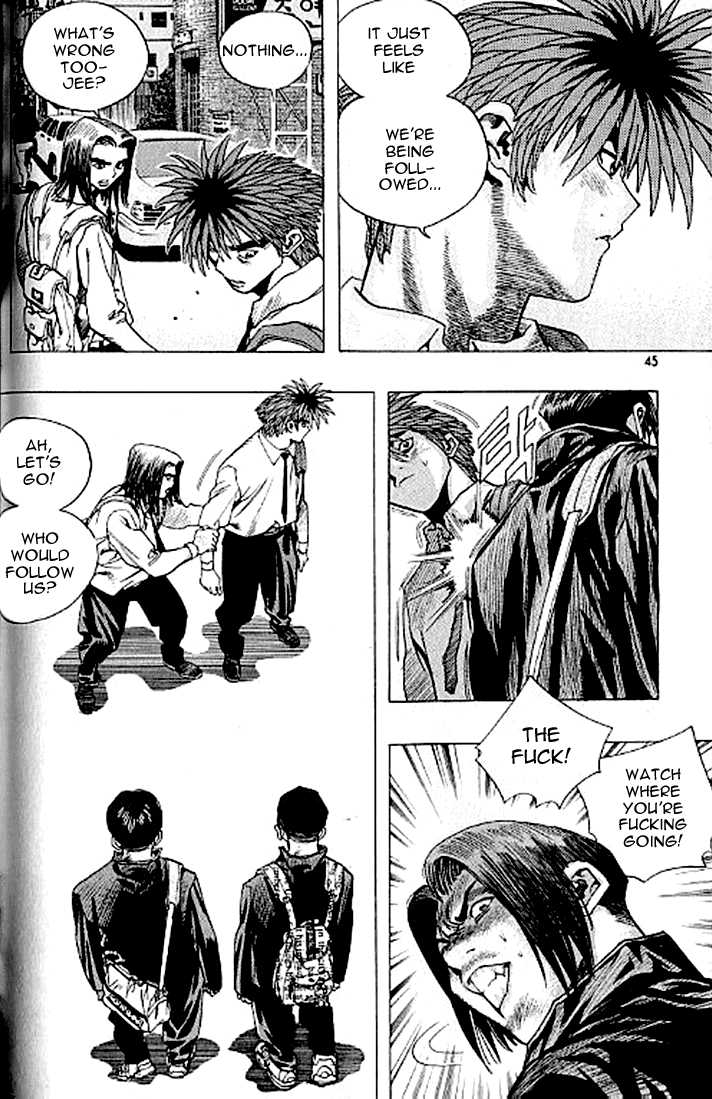 WHAT'S
WRONG
TOO-
JEE?
NOTHING...
IT JUST
FEELS
LIKE
WE'RE
BEING
FOLL-
OWED...
45
AH,
LET'S
GO!
WHO
WOULD
FOLLOW
US?
탁
THE
FUCK!
WATCH
WHERE
YOU'RE
FUCKING
GOING!